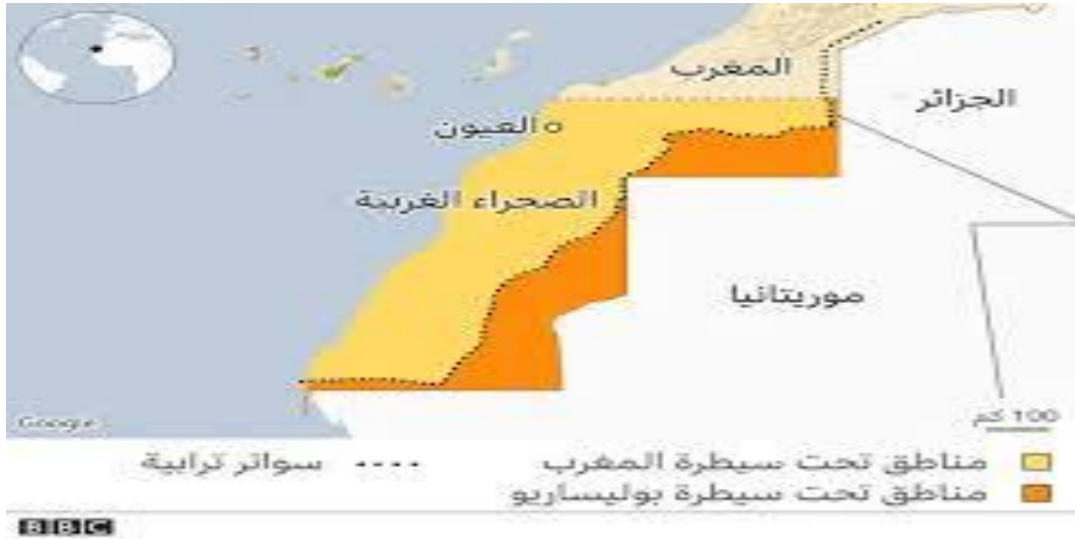 المغرب
الجزائر
العيون
الصحراء الغربية
موريتانيا
100 كم
Google
مناطق تحت سيطرة المغرب
سواتر ترابية
مناطق تحت سيطرة بوليساريو
BBC